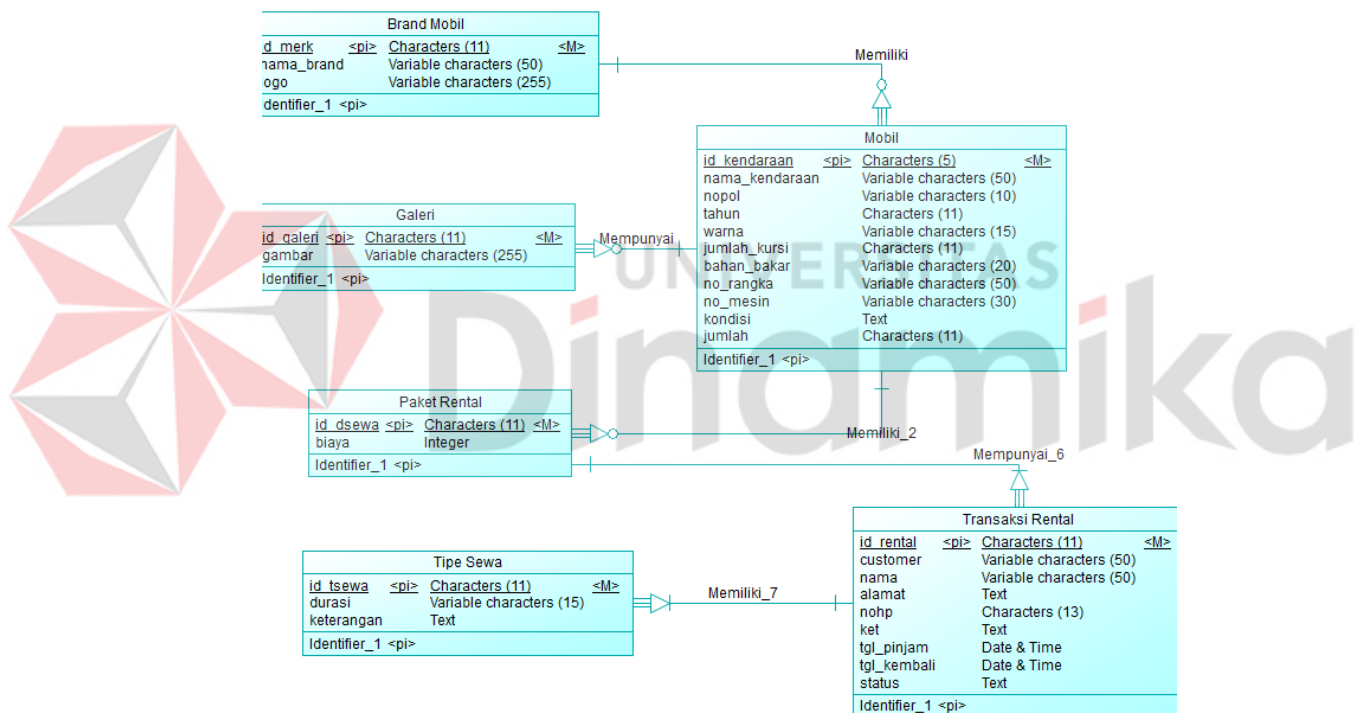 Brand Mobil
d_merk <pi> Characters (11) <M>
nama_brand Variable characters (50)
ogo Variable characters (255)
dentifier_1 <pi>
Memiliki
Mobil
id_kendaraan <pi> Characters (5) <M>
nama_kendaraan Variable characters (50)
nopol Variable characters (10)
tahun Characters (11)
warna Variable characters (15)
jumlah_kursi Characters (11)
bahan_bakar Variable characters (20)
no_rangka Variable characters (50)
no_mesin Variable characters (30)
kondisi Text
jumlah Characters (11)
Identifier_1 <pi>
Galeri
id_galeri <pi> Characters (11) <M>
gambar Variable characters (255)
Identifier_1 <pi>
Mempunyai
UNIVERSITAS
Dinamika
Paket Rental
id_dsewa <pi> Characters (11) <M>
biaya Integer
Identifier_1 <pi>
Memiliki_2
Mempunyai_6
Transaksi Rental
id_rental <pi> Characters (11) <M>
customer Variable characters (50)
nama Variable characters (50)
alamat Text
nohp Characters (13)
ket Text
tgl_pinjam Date & Time
tgl_kembali Date & Time
status Text
Identifier_1 <pi>
Tipe Sewa
id_tsewa <pi> Characters (11) <M>
durasi Variable characters (15)
keterangan Text
Identifier_1 <pi>
Memiliki_7